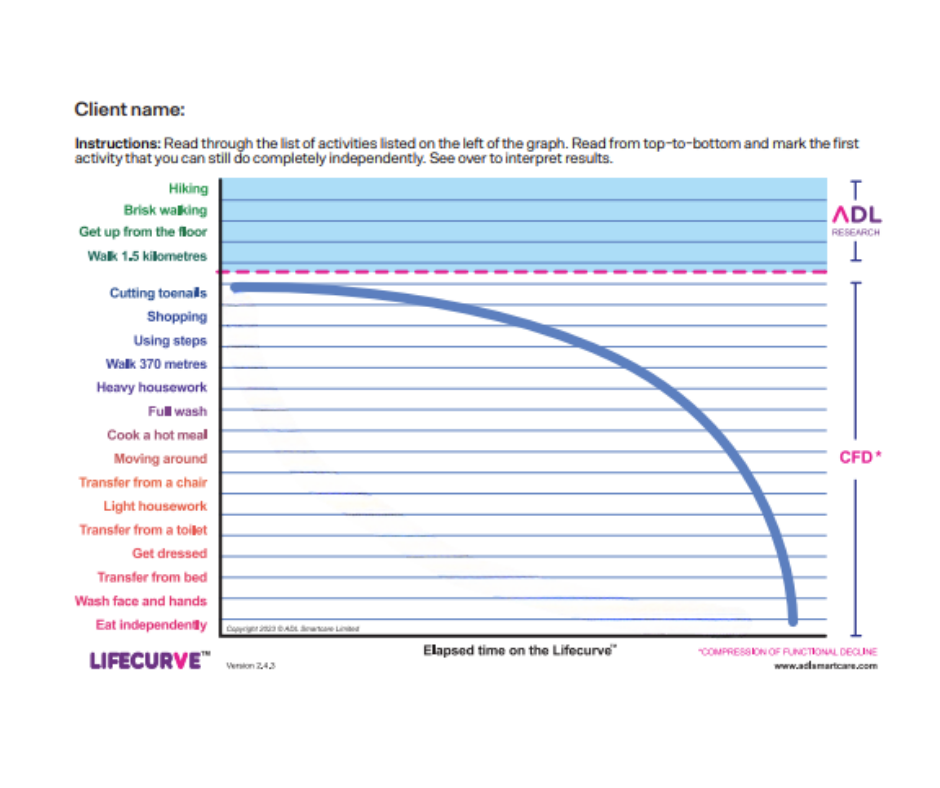 Client name:
Instructions: Read through the list of activities listed on the left of the graph. Read from top-to-bottom and mark the first
activity that you can still do completely independently. See over to interpret results.
Hiking
Brisk walking
Get up from the floor
Walk 1.5 kilometres
Cutting toenails
Shopping
Using steps
Walk 370 metres
Heavy housework
Full wash
Cook a hot meal
Moving around
Transfer from a chair
Light housework
Transfer from a toilet
Get dressed
Transfer from bed
Wash face and hands
Eat independently
ADL
RESEARCH
CFD*
Copyright 2023 © ADL Smartcare Limited
LIFECURVE™
Version 2,4,3
Elapsed time on the Lifecurve™
*COMPRESSION OF FUNCTIONAL DECLINE
www.adlsmartcare.com